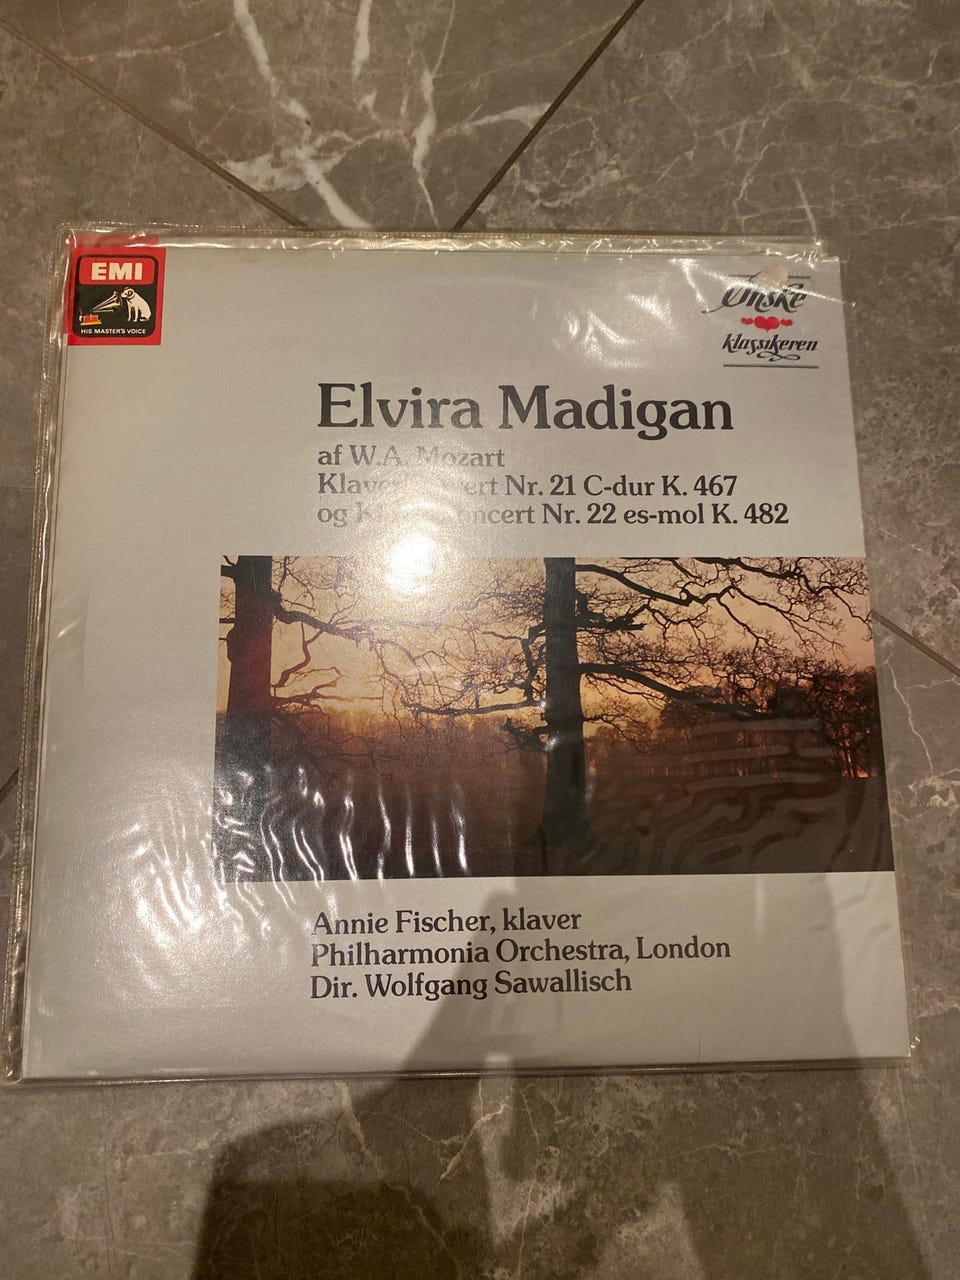 EMI
HIS MASTER'S VOICE
Ønske
klassikeren
Elvira Madigan
af W.A. Mozart
Nr. 21 C-dur K. 467
og Nr. 22 es-mol K. 482
Annie Fischer, klaver
Philharmonia Orchestra, London
Dir. Wolfgang Sawallisch